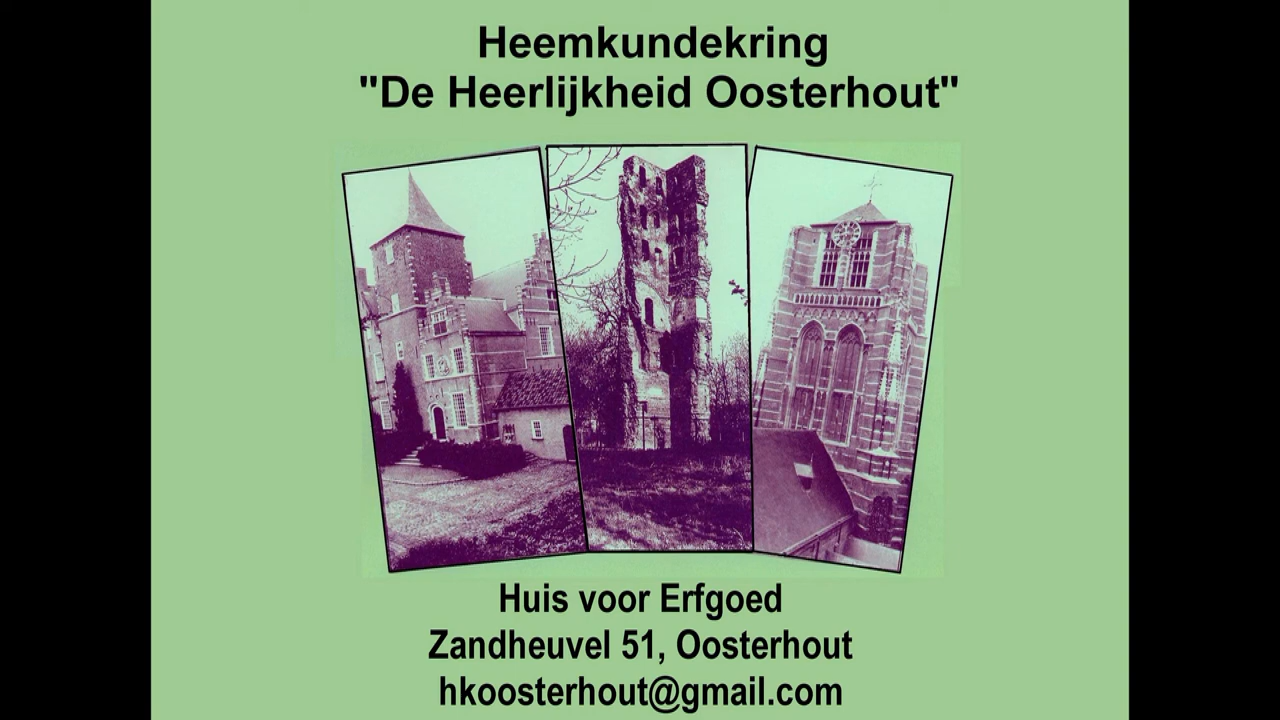 Heemkundekring
"De Heerlijkheid Oosterhout"
Huis voor Erfgoed
Zandheuvel 51, Oosterhout
hkoosterhout@gmail.com